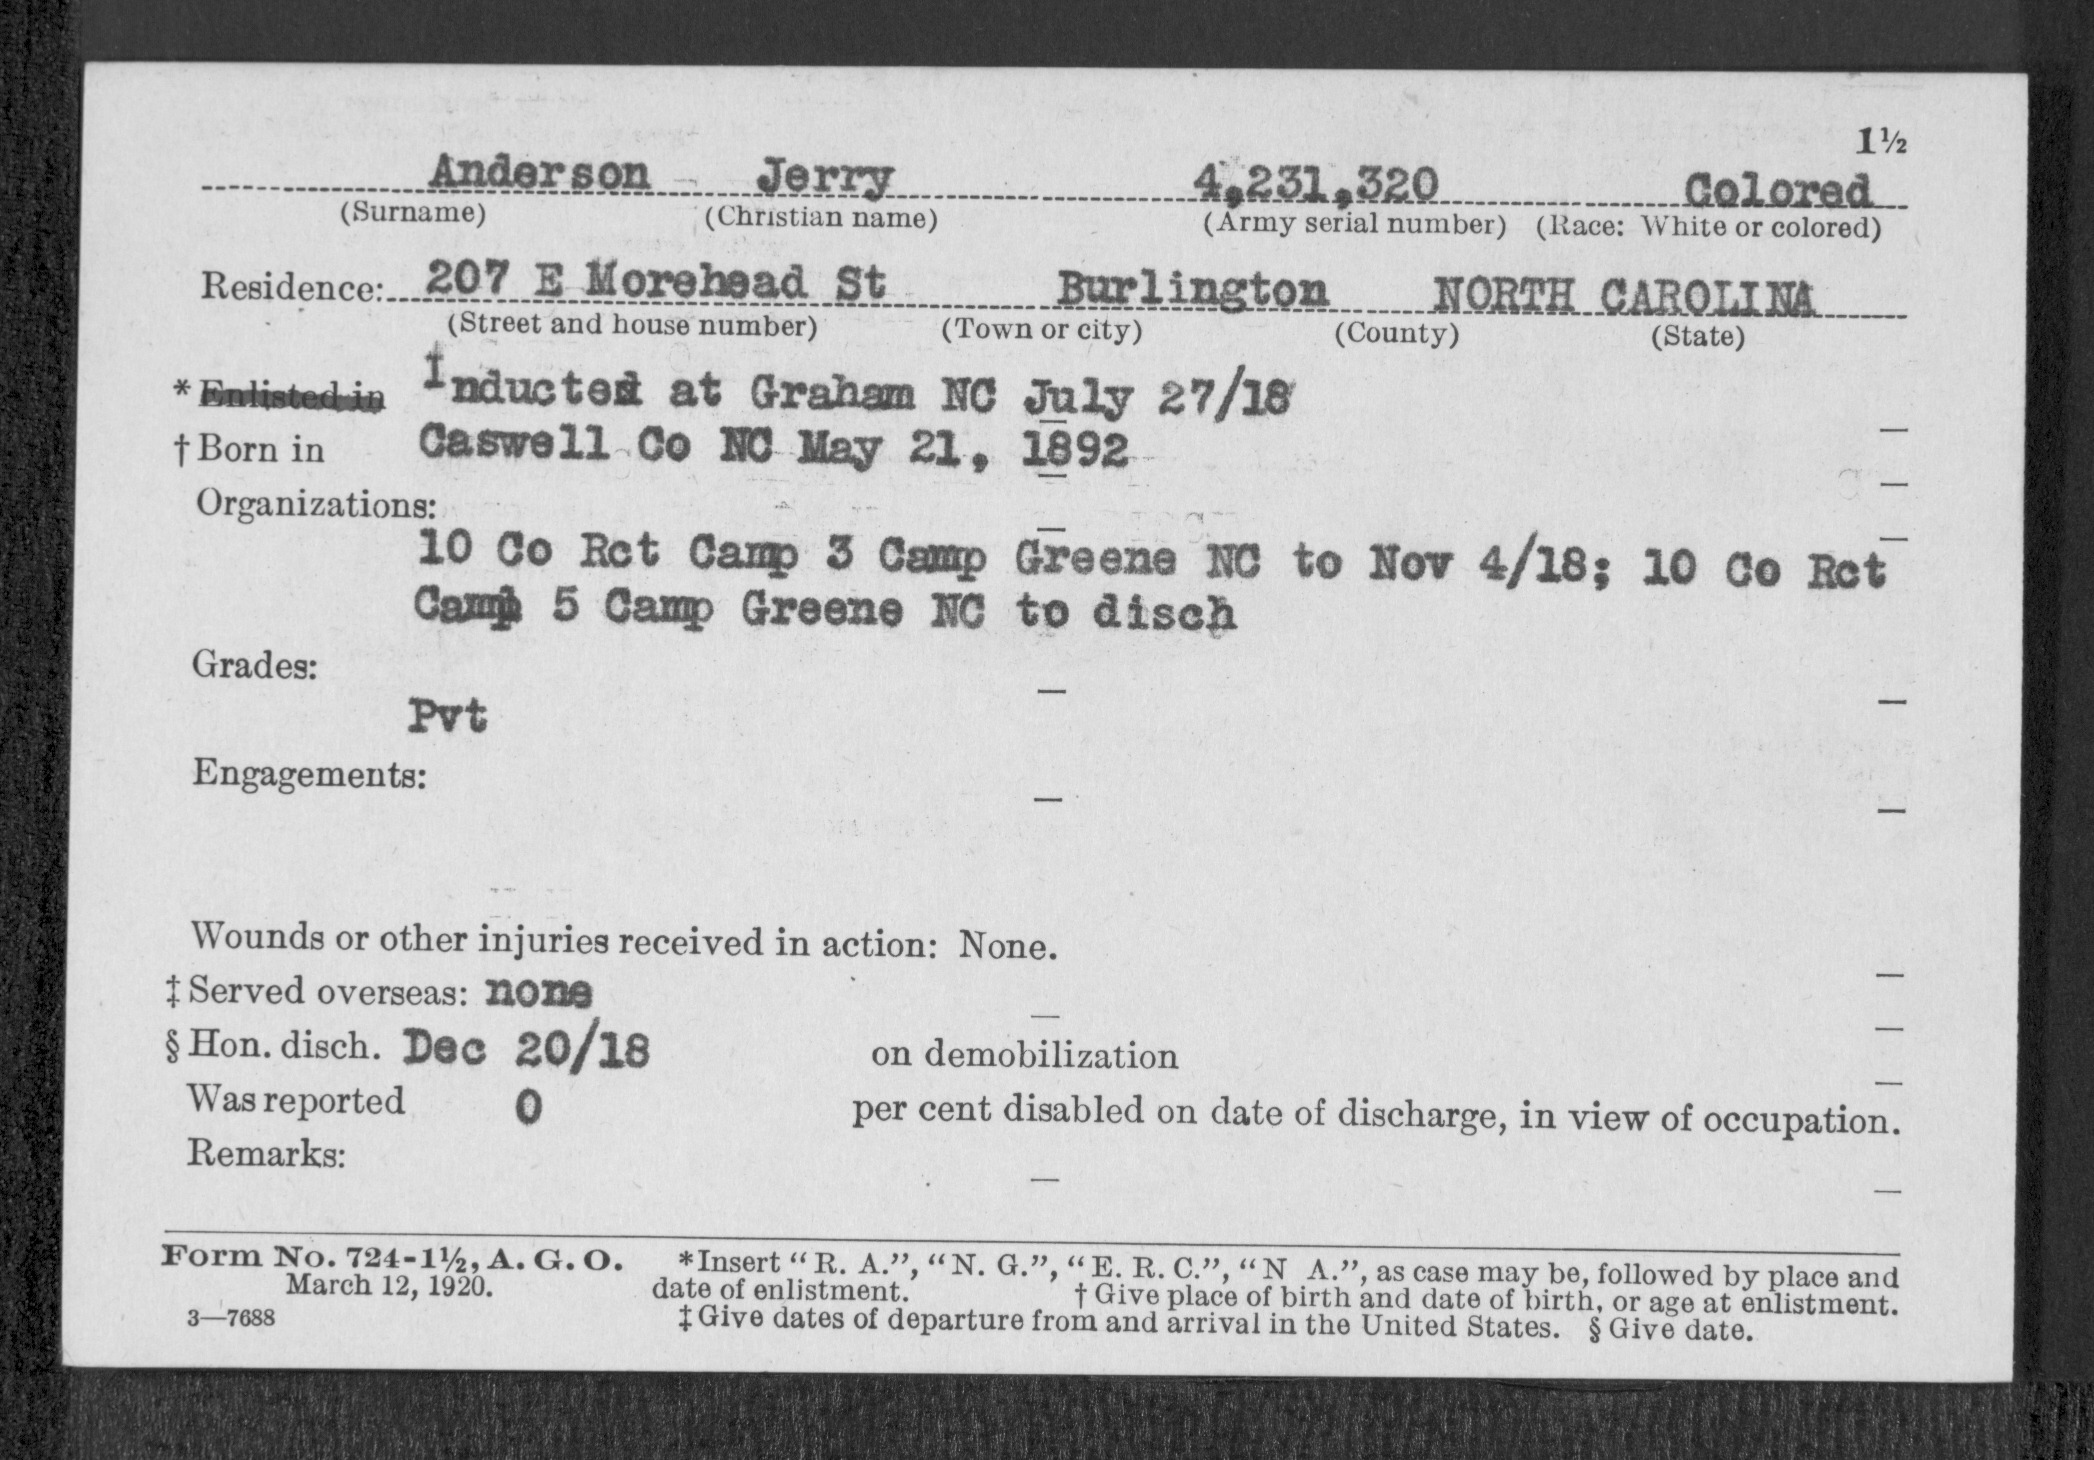 1½
Anderson Jerry 4,231,320 Colored
(Surname) (Christian name) (Army serial number) (Race: White or colored)
Residence: 207 E Morehead St Burlington NORTH CAROLINA
(Street and house number) (Town or city) (County) (State)
* Enlisted in Inducted at Graham NC July 27/18
† Born in Caswell Co NC May 21, 1892
Organizations:
10 Co Rct Camp 3 Camp Greene NC to Nov 4/18; 10 Co Rct
Camp 5 Camp Greene NC to disch
Grades:
Pvt
Engagements:
Wounds or other injuries received in action: None.
‡ Served overseas: none
§ Hon. disch. Dec 20/18 on demobilization
Was reported 0 per cent disabled on date of discharge, in view of occupation.
Remarks:
Form No. 724-1½, A. G. O. *Insert "R. A.", "N. G.", "E. R. C.", "N A.", as case may be, followed by place and
March 12, 1920. date of enlistment. † Give place of birth and date of birth, or age at enlistment.
3—7688 ‡ Give dates of departure from and arrival in the United States. § Give date.